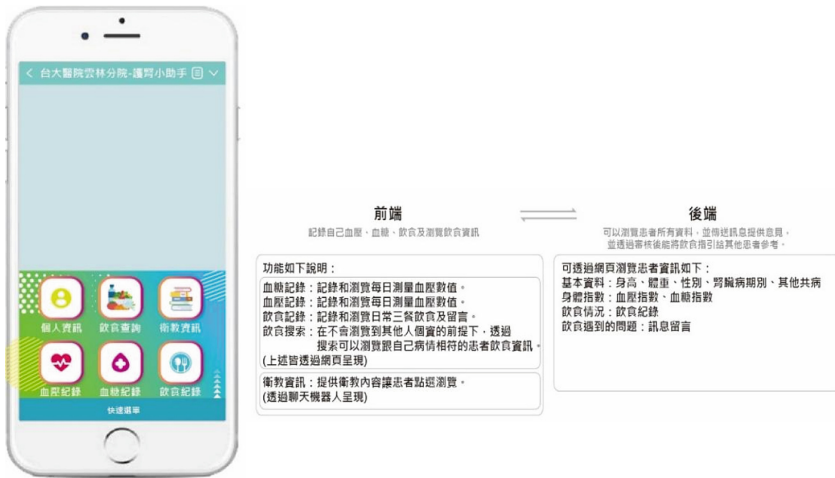 台大醫院雲林分院-護腎小助手
個人資訊 飲食查詢 衛教資訊
血壓紀錄 血糖紀錄 飲食紀錄
快速選單
前端
記錄自己血壓、血糖、飲食及瀏覽飲食資訊
功能如下說明：
血糖記錄：記錄和瀏覽每日測量血壓數值。
血壓記錄：記錄和瀏覽每日測量血壓數值。
飲食記錄：記錄和瀏覽日常三餐飲食及留言。
飲食搜索：在不會瀏覽到其他人個資的前提下，透過
搜索可以瀏覽跟自己病情相符的患者飲食資訊。
(上述皆透過網頁呈現)
衛教資訊：提供衛教內容讓患者點選瀏覽。
(透過聊天機器人呈現)
後端
可以瀏覽患者所有資料，並傳送訊息提供意見，
並透過審核後能將飲食指引給其他患者參考。
可透過網頁瀏覽患者資訊如下：
基本資料：身高、體重、性別、腎臟病期別、其他共病
身體指數：血壓指數、血糖指數
飲食情況：飲食紀錄
飲食遇到的問題：訊息留言